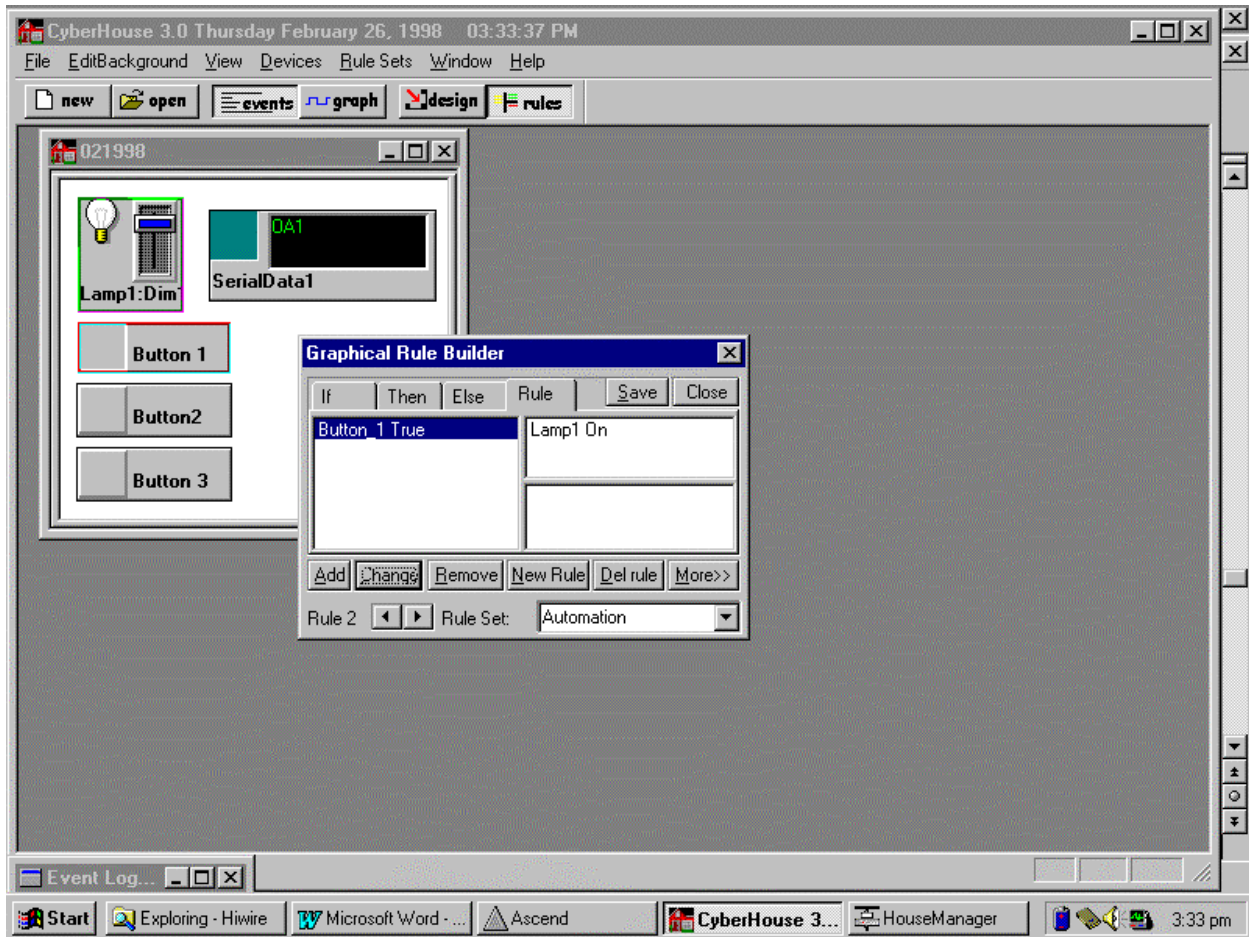 CyberHouse 3.0 Thursday February 26, 1998 03:33:37 PM
File EditBackground View Devices Rule Sets Window Help
new open events graph design rules
021998
0A1
SerialData1
Lamp1:Dim
Button 1
Button2
Button 3
Graphical Rule Builder
If Then Else Rule Save Close
Button_1 True
Lamp1 On
Add Change Remove New Rule Del rule More>>
Rule 2 Rule Set: Automation
Event Log...
Start Exploring - Hiwire Microsoft Word - ... Ascend CyberHouse 3... HouseManager 3:33 pm